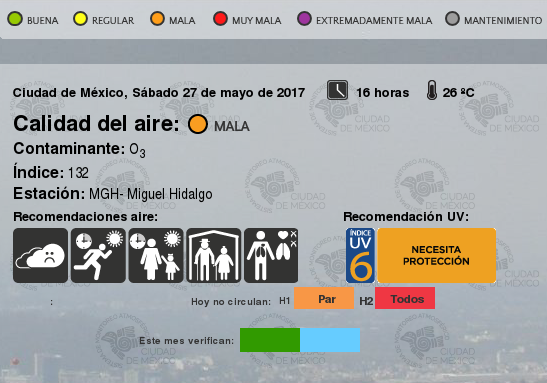 BUENA REGULAR MALA MUY MALA EXTREMADAMENTE MALA MANTENIMIENTO
Ciudad de México, Sábado 27 de mayo de 2017 16 horas 26 ºC
Calidad del aire: MALA
Contaminante: O3
Índice: 132
Estación: MGH- Miguel Hidalgo
Recomendaciones aire: Recomendación UV:
ÍNDICE
UV
6
NECESITA
PROTECCIÓN
: Hoy no circulan: H1 Par H2 Todos
Este mes verifican: